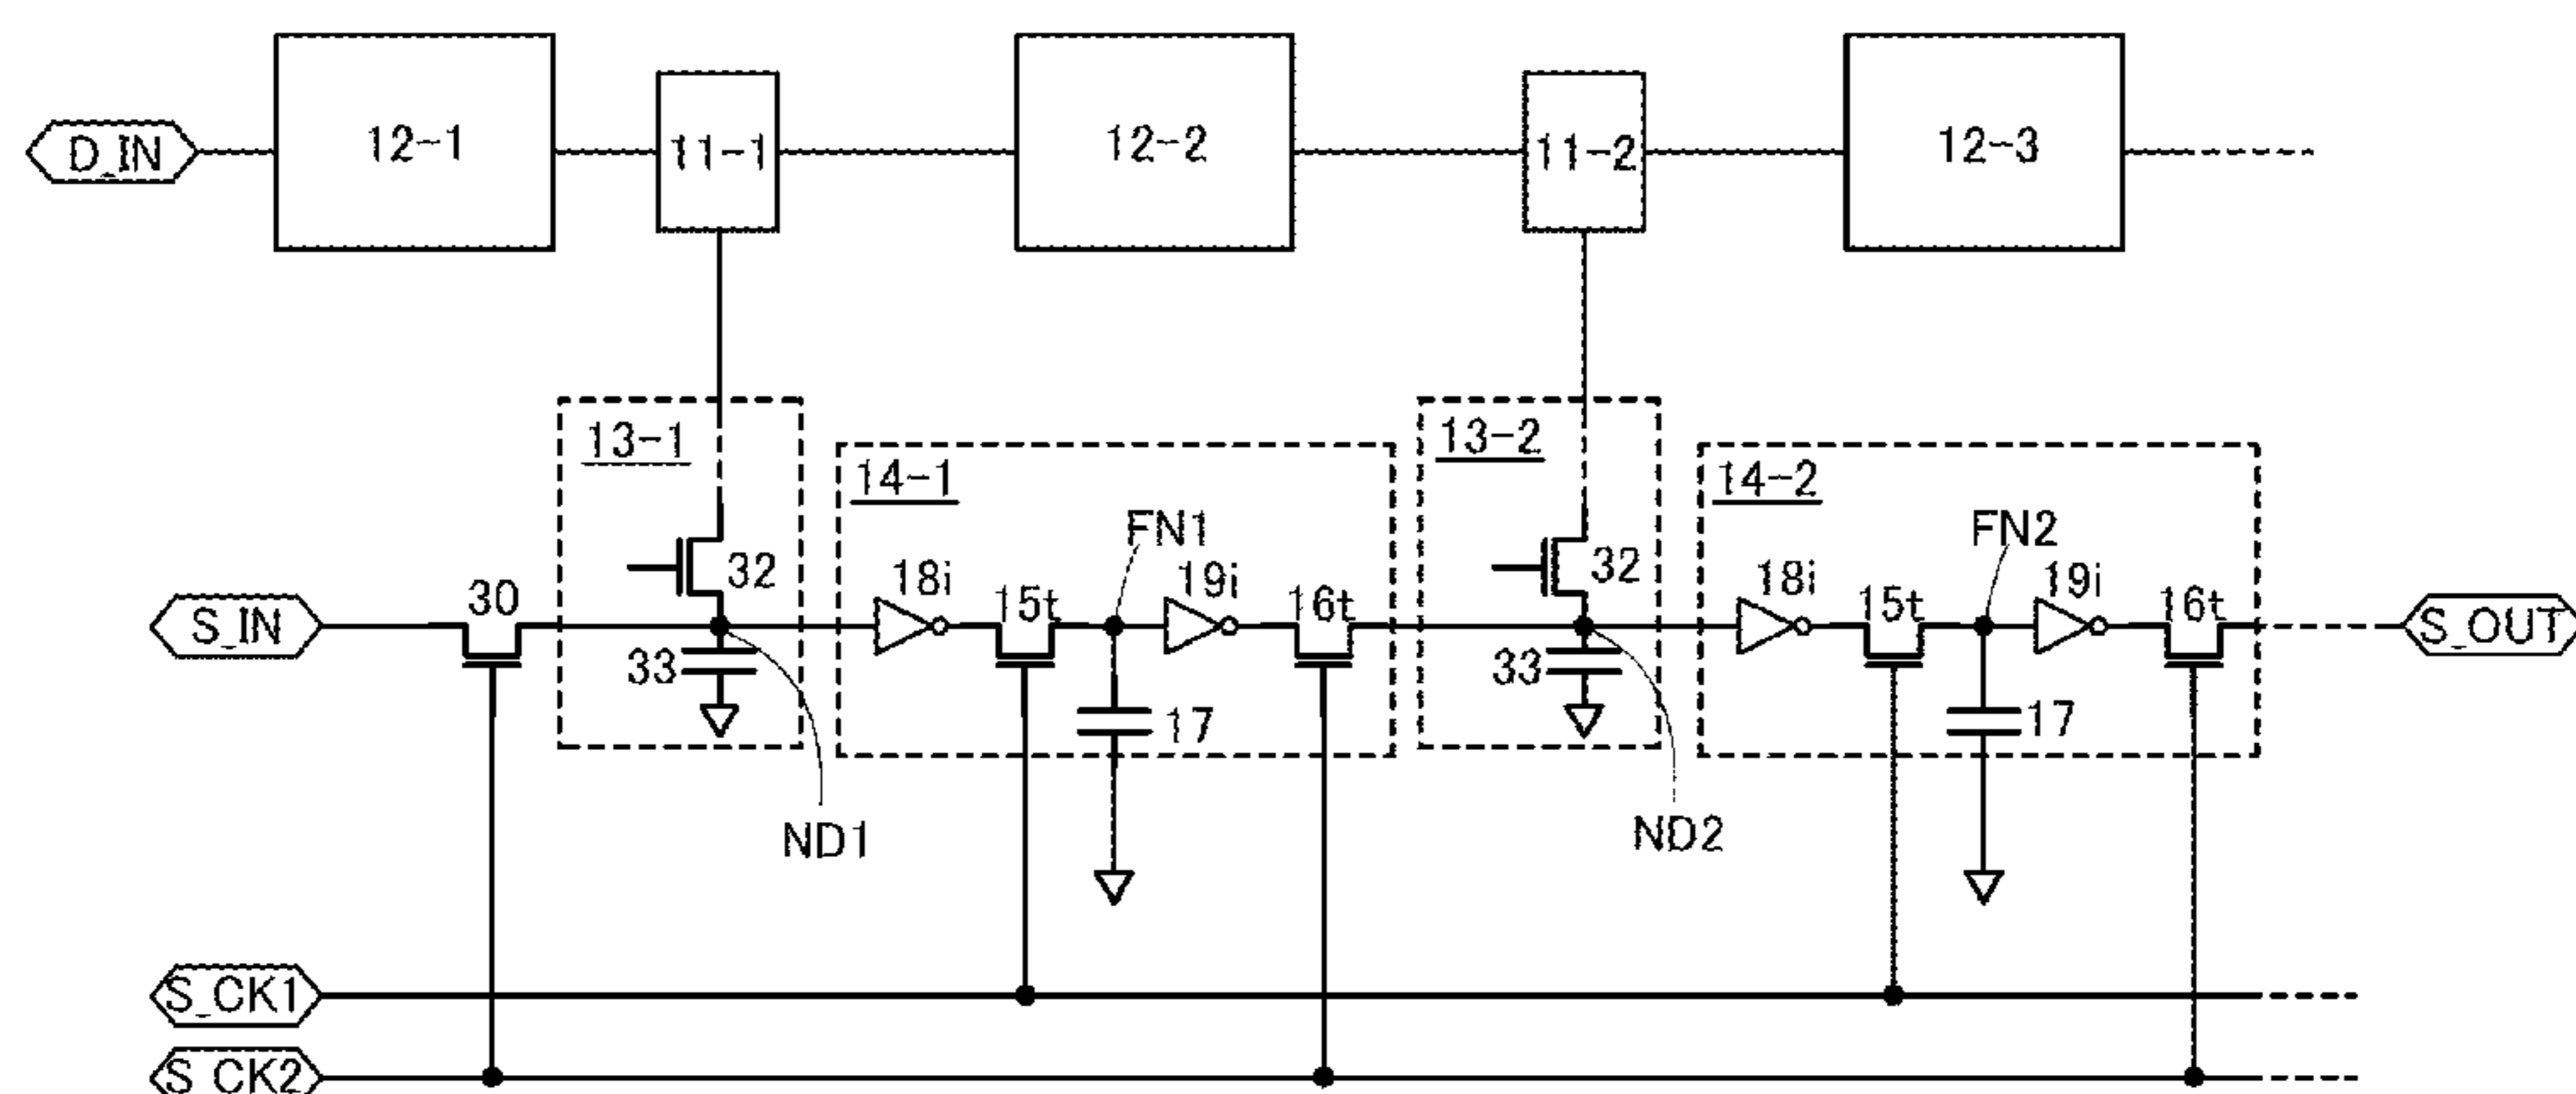 D_IN
12-1
11-1
12-2
11-2
12-3
13-1
14-1
13-2
14-2
FN1
FN2
S_IN
30
32
18i
15t
19i
16t
32
18i
15t
19i
16t
S_OUT
33
17
33
17
ND1
ND2
S_CK1
S_CK2